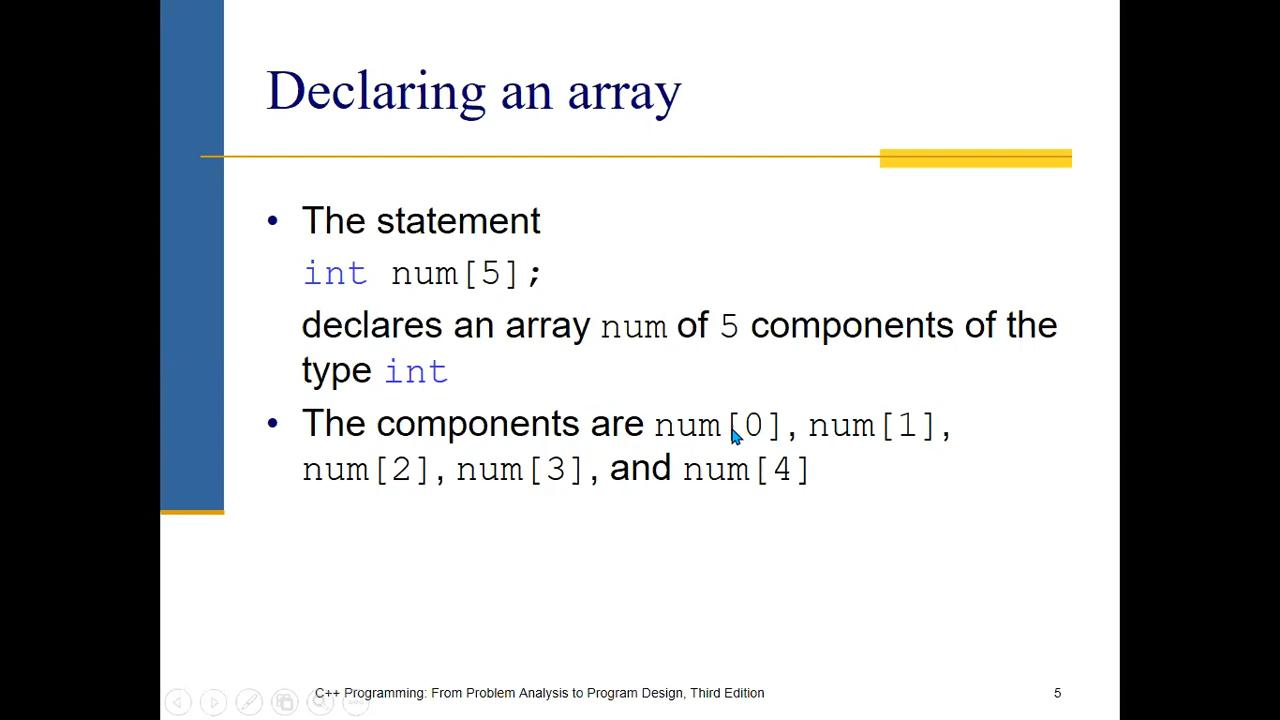 Declaring an array
• The statement
int num[5];
declares an array num of 5 components of the
type int
• The components are num[0], num[1],
num[2], num[3], and num[4]
C++ Programming: From Problem Analysis to Program Design, Third Edition
5